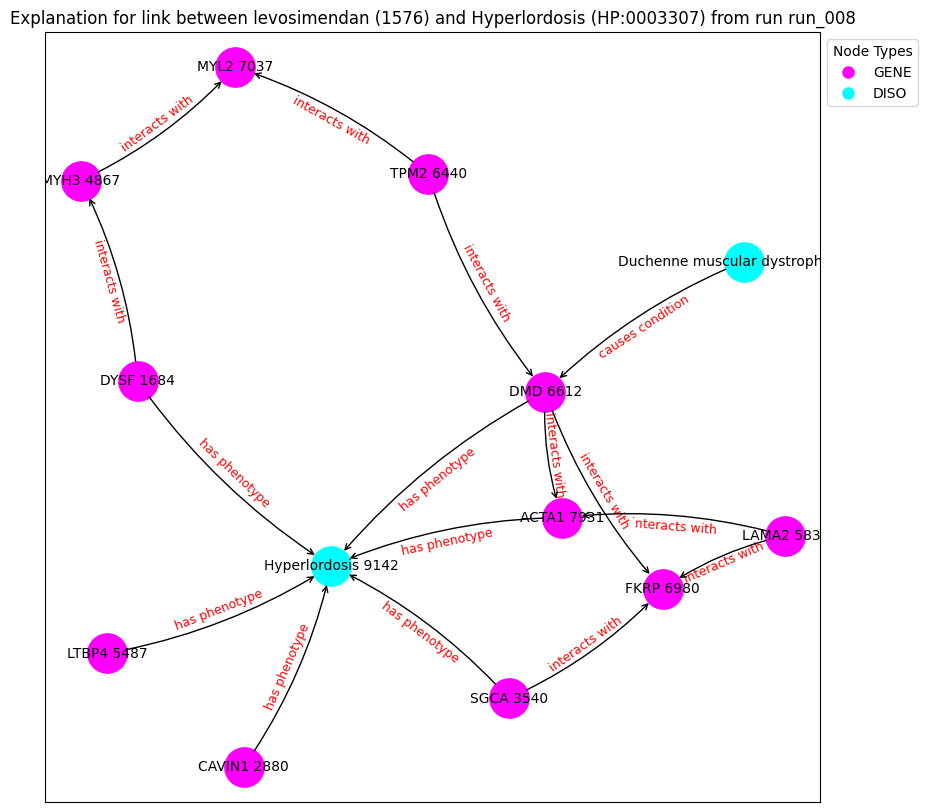 Explanation for link between levosimendan (1576) and Hyperlordosis (HP:0003307) from run run_008
Node Types
GENE
DISO
MYL2 7037
interacts with
interacts with
TPM2 6440
MYH3 4867
interacts with
interacts with
Duchenne muscular dystroph
causes condition
DYSF 1684
DMD 6612
has phenotype
has phenotype
interacts with
interacts with
ACTA1 7931
interacts with
LAMA2 583
has phenotype
interacts with
Hyperlordosis 9142
FKRP 6980
has phenotype
has phenotype
interacts with
LTBP4 5487
has phenotype
SGCA 3540
CAVIN1 2880